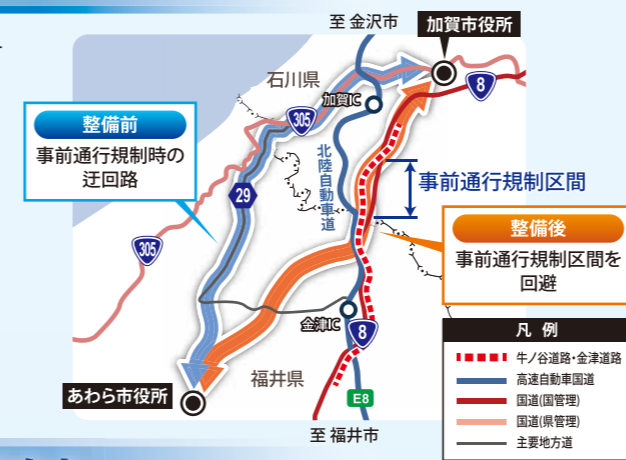 至 金沢市
加賀市役所
石川県
8
加賀IC
305
整備前
事前通行規制時の
迂回路
北陸自動車道
事前通行規制区間
29
整備後
事前通行規制区間を
回避
305
金津IC
8
凡 例
牛ノ谷道路・金津道路
高速自動車国道
国道(国管理)
国道(県管理)
主要地方道
福井県
あわら市役所
E8
至 福井市